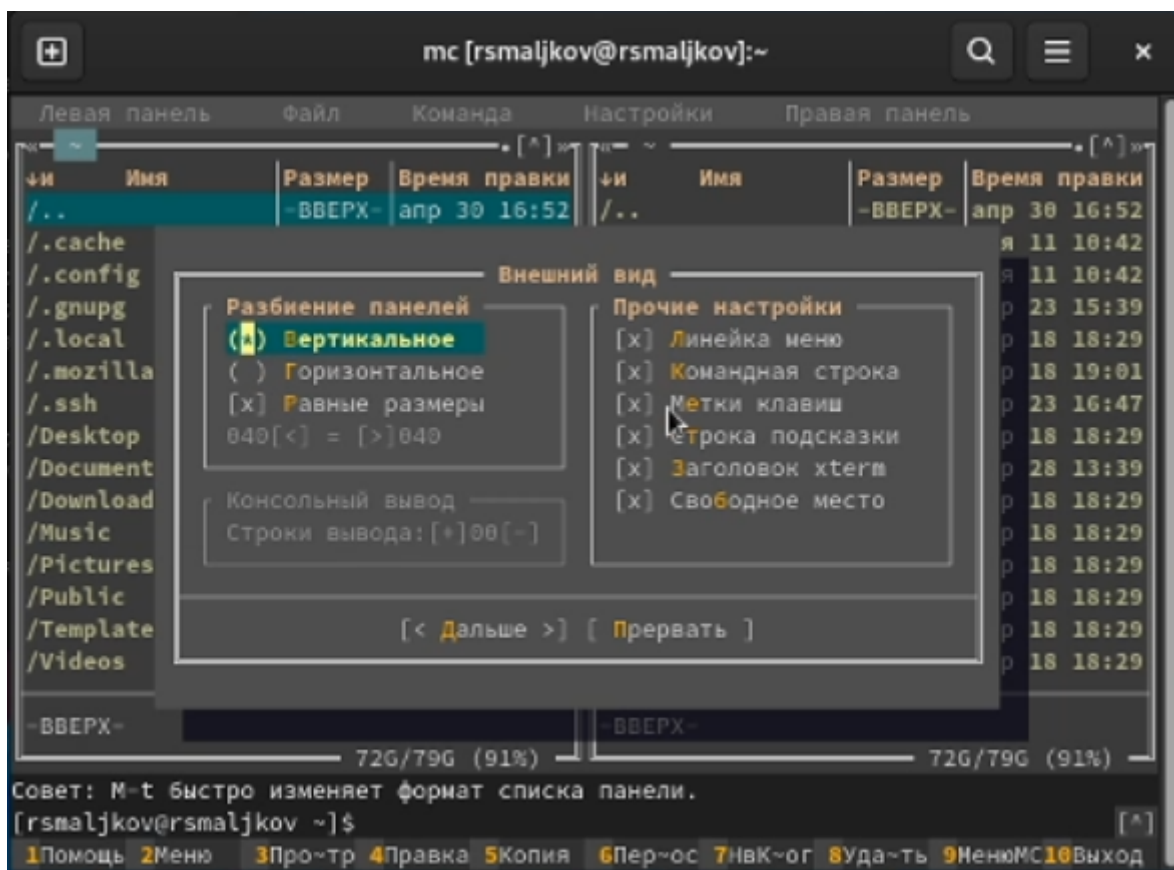 mc [rsmaljkov@rsmaljkov]:~
Левая панель Файл Команда Настройки Правая панель
«— ~ —.[^]» «— ~ —.[^]»
↓и Имя Размер Время правки ↓и Имя Размер Время правки
/.. -ВВЕРХ- апр 30 16:52 /.. -ВВЕРХ- апр 30 16:52
/.cache я 11 10:42
/.config Внешний вид я 11 10:42
/.gnupg Разбиение панелей Прочие настройки р 23 15:39
/.local (*) Вертикальное [x] Линейка меню р 18 18:29
/.mozilla ( ) Горизонтальное [x] Командная строка р 18 19:01
/.ssh [x] Равные размеры [x] Метки клавиш р 23 16:47
/Desktop 040[<] = [>]040 [x] Строка подсказки р 18 18:29
/Document [x] Заголовок xterm р 28 13:39
/Download Консольный вывод [x] Свободное место р 18 18:29
/Music Строки вывода:[+]00[-] р 18 18:29
/Pictures р 18 18:29
/Public р 18 18:29
/Template [< Дальше >] [ Прервать ] р 18 18:29
/Videos р 18 18:29
-ВВЕРХ- -ВВЕРХ-
72G/79G (91%) 72G/79G (91%)
Совет: M-t быстро изменяет формат списка панели.
[rsmaljkov@rsmaljkov ~]$ [^]
1Помощь 2Меню 3Про~тр 4Правка 5Копия 6Пер~ос 7НвК~ог 8Уда~ть 9МенюMC 10Выход